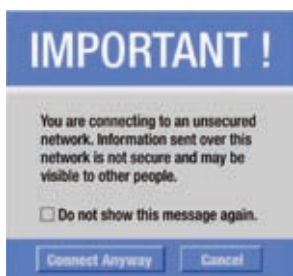 IMPORTANT !
You are connecting to an unsecured
network. Information sent over this
network is not secure and may be
visible to other people.
Do not show this message again.
Connect Anyway
Cancel